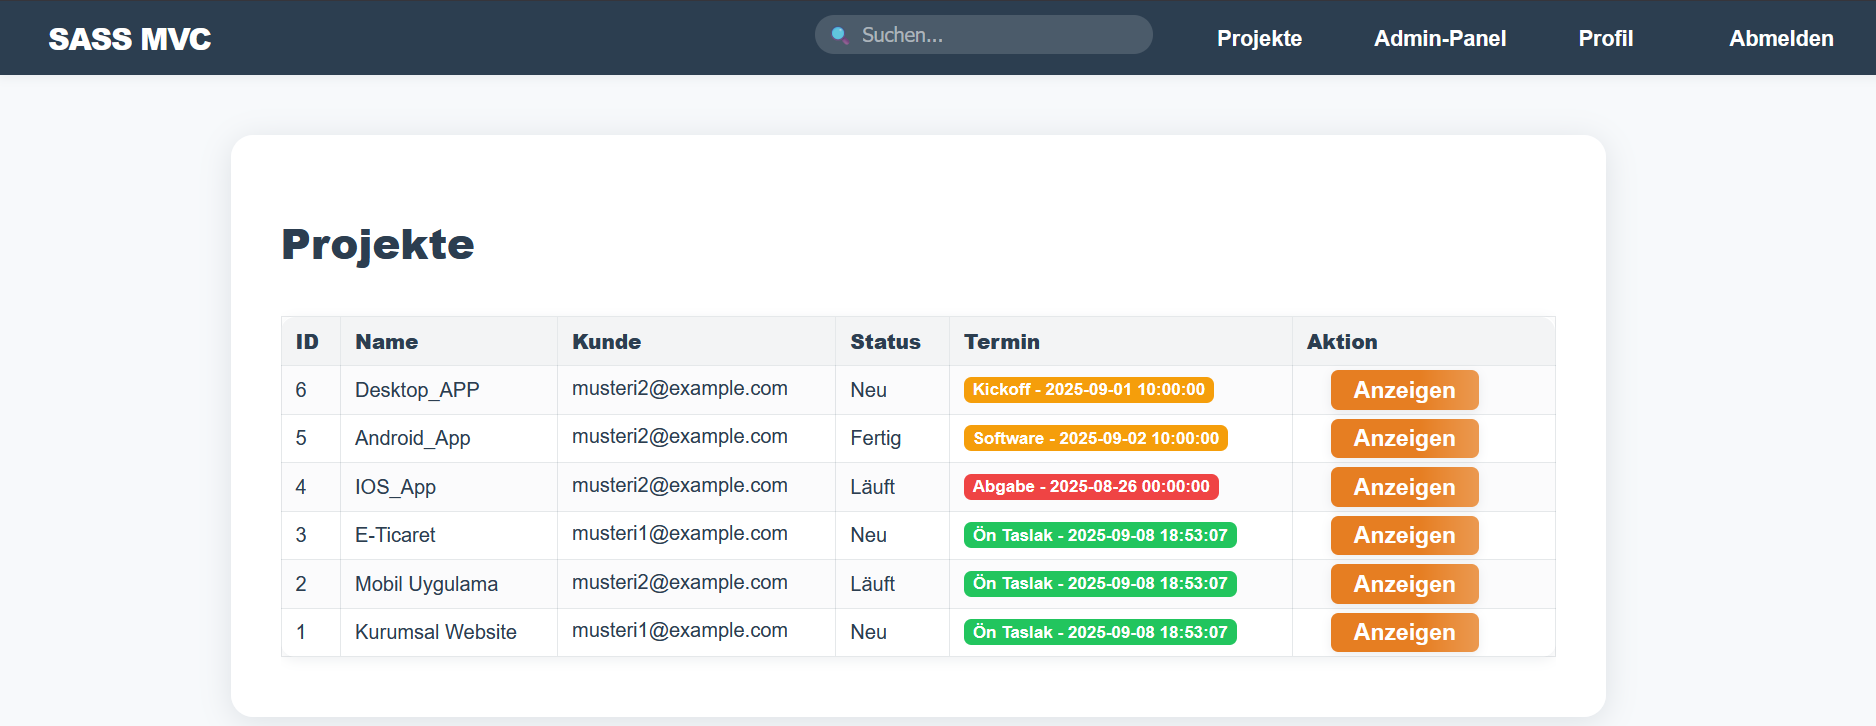 SASS MVC Suchen... Projekte Admin-Panel Profil Abmelden
Projekte
ID Name Kunde Status Termin Aktion
6 Desktop_APP musteri2@example.com Neu Kickoff - 2025-09-01 10:00:00 Anzeigen
5 Android_App musteri2@example.com Fertig Software - 2025-09-02 10:00:00 Anzeigen
4 IOS_App musteri2@example.com Läuft Abgabe - 2025-08-26 00:00:00 Anzeigen
3 E-Ticaret musteri1@example.com Neu Ön Taslak - 2025-09-08 18:53:07 Anzeigen
2 Mobil Uygulama musteri2@example.com Läuft Ön Taslak - 2025-09-08 18:53:07 Anzeigen
1 Kurumsal Website musteri1@example.com Neu Ön Taslak - 2025-09-08 18:53:07 Anzeigen